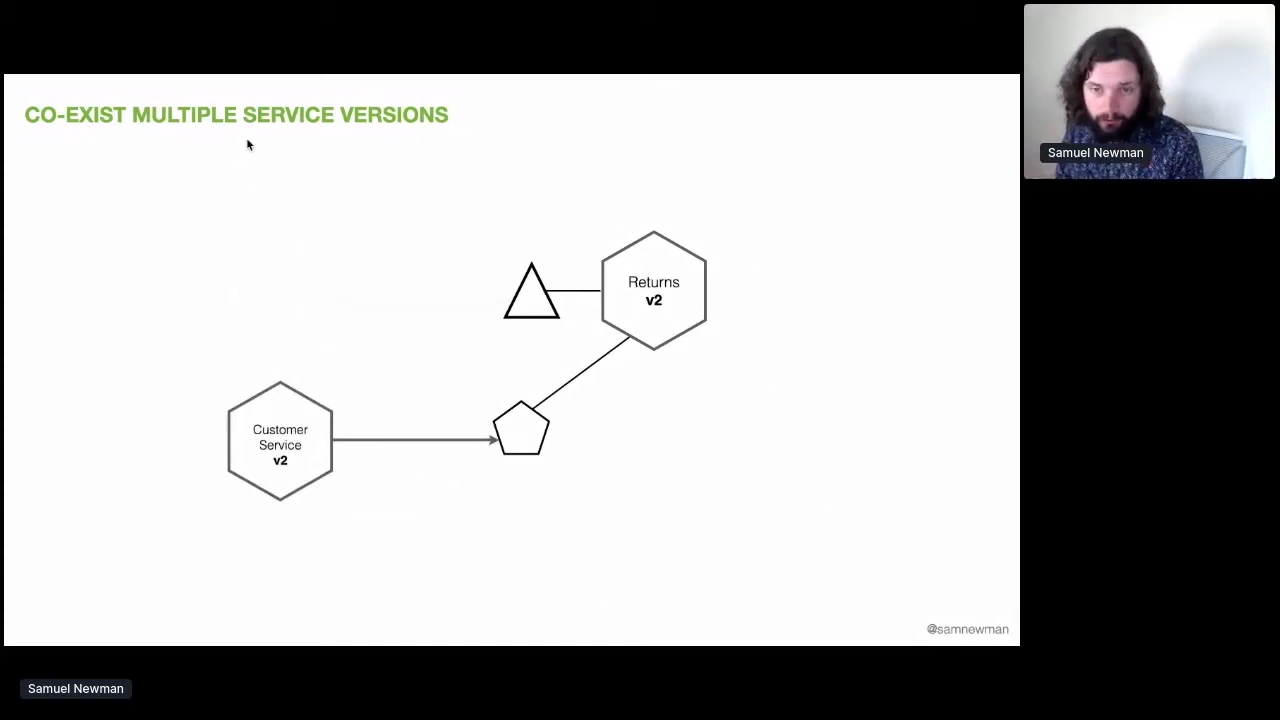 CO-EXIST MULTIPLE SERVICE VERSIONS
Samuel Newman
Returns
v2
Customer
Service
v2
@samnewman
Samuel Newman